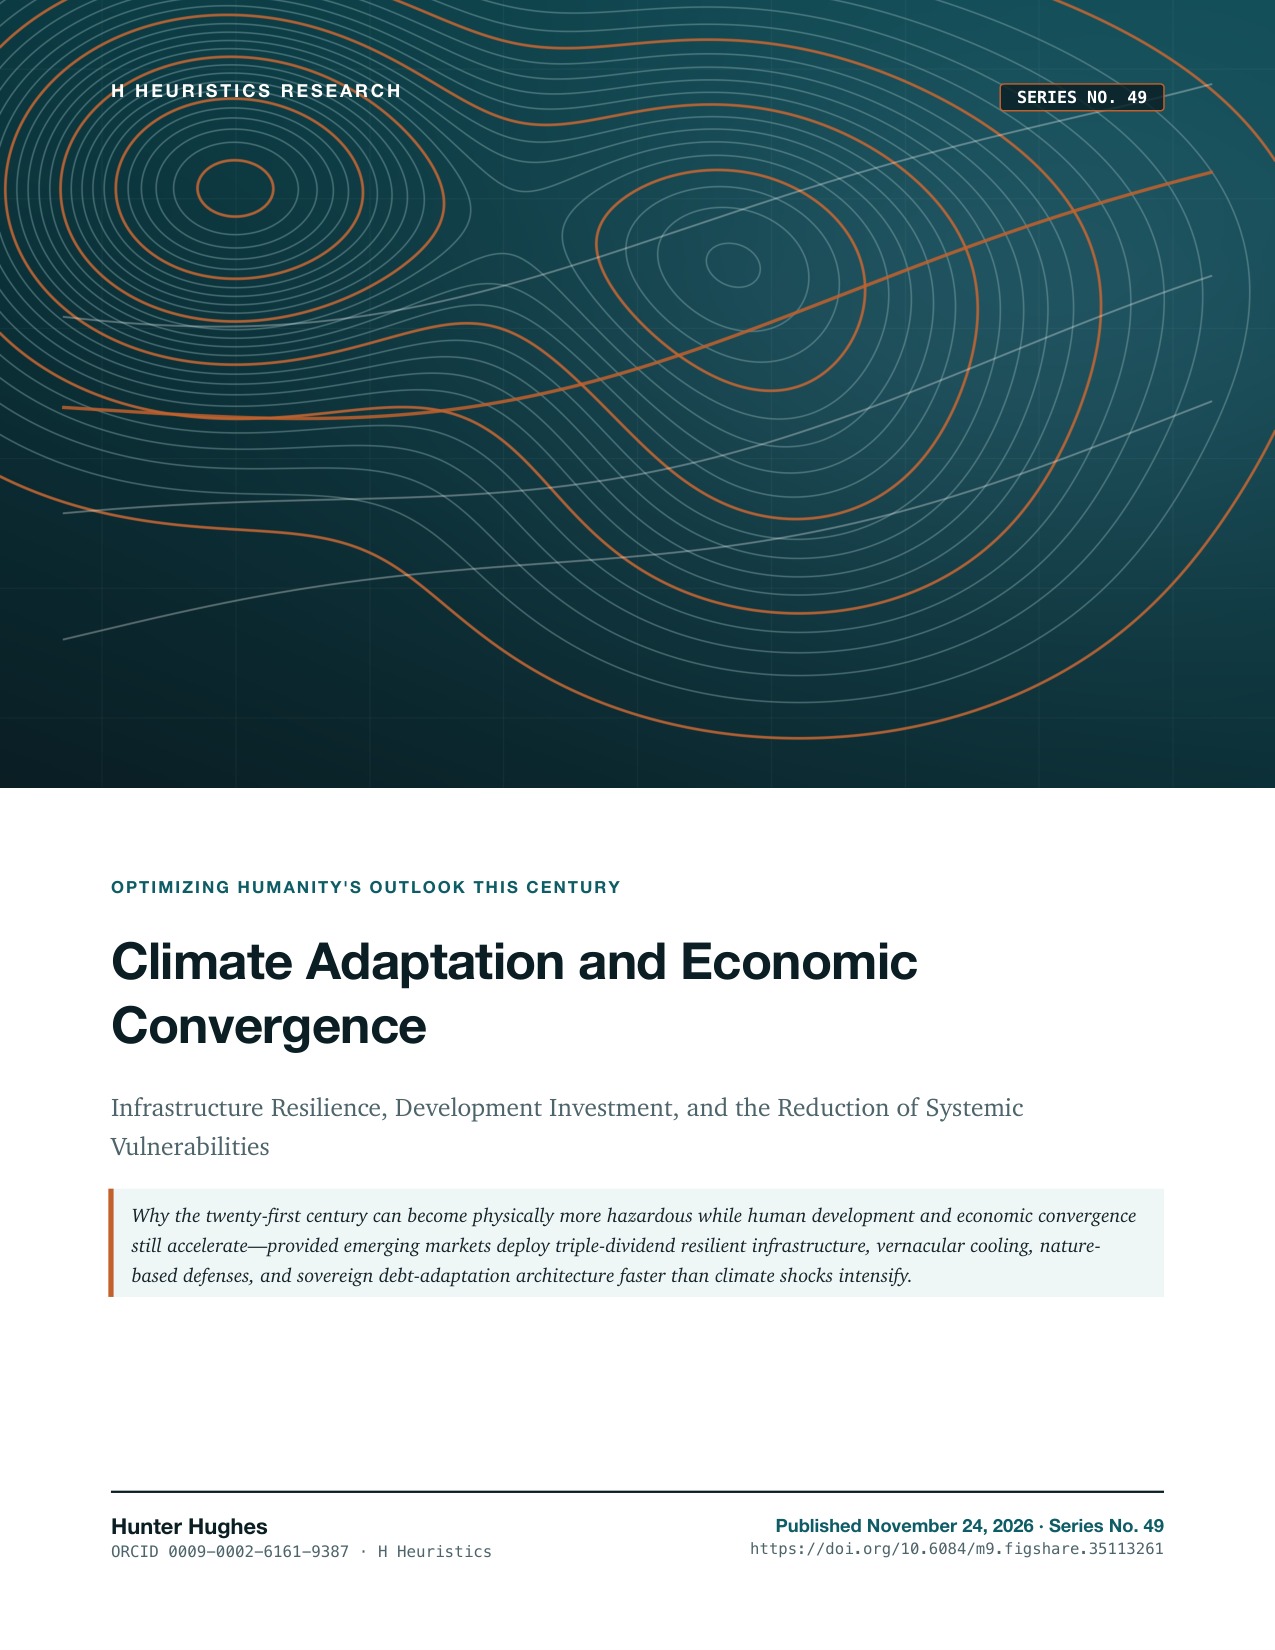 H HEURISTICS RESEARCH
SERIES NO. 49
OPTIMIZING HUMANITY'S OUTLOOK THIS CENTURY
Climate Adaptation and Economic
Convergence
Infrastructure Resilience, Development Investment, and the Reduction of Systemic
Vulnerabilities
Why the twenty-first century can become physically more hazardous while human development and economic convergence
still accelerate—provided emerging markets deploy triple-dividend resilient infrastructure, vernacular cooling, nature-
based defenses, and sovereign debt-adaptation architecture faster than climate shocks intensify.
Hunter Hughes
ORCID 0009-0002-6161-9387 · H Heuristics
Published November 24, 2026 · Series No. 49
https://doi.org/10.6084/m9.figshare.35113261